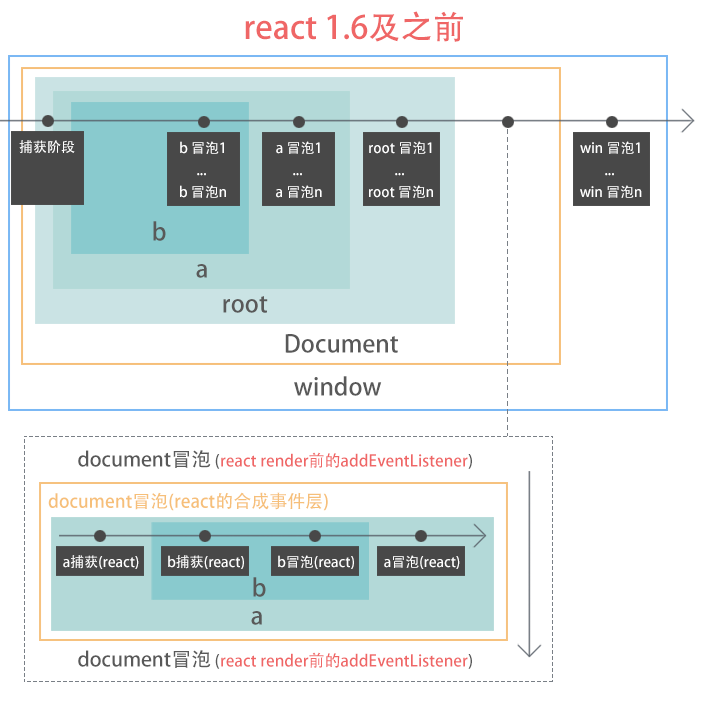 react 1.6及之前
捕获阶段
b 冒泡1
...
b 冒泡n
a 冒泡1
...
a 冒泡n
root 冒泡1
...
root 冒泡n
win 冒泡1
...
win 冒泡n
b
a
root
Document
window
document冒泡 (react render前的addEventListener)
document冒泡(react的合成事件层)
a捕获(react)
b捕获(react)
b冒泡(react)
a冒泡(react)
b
a
document冒泡 (react render前的addEventListener)